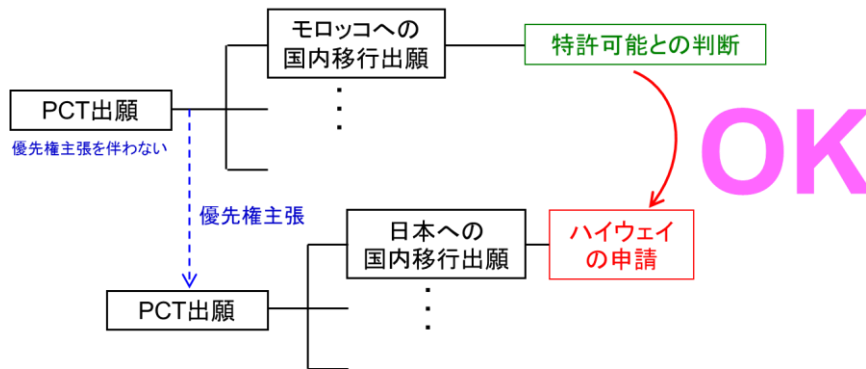 モロッコへの
国内移行出願
特許可能との判断
PCT出願
優先権主張を伴わない
OK
優先権主張
日本への
国内移行出願
ハイウェイ
の申請
PCT出願